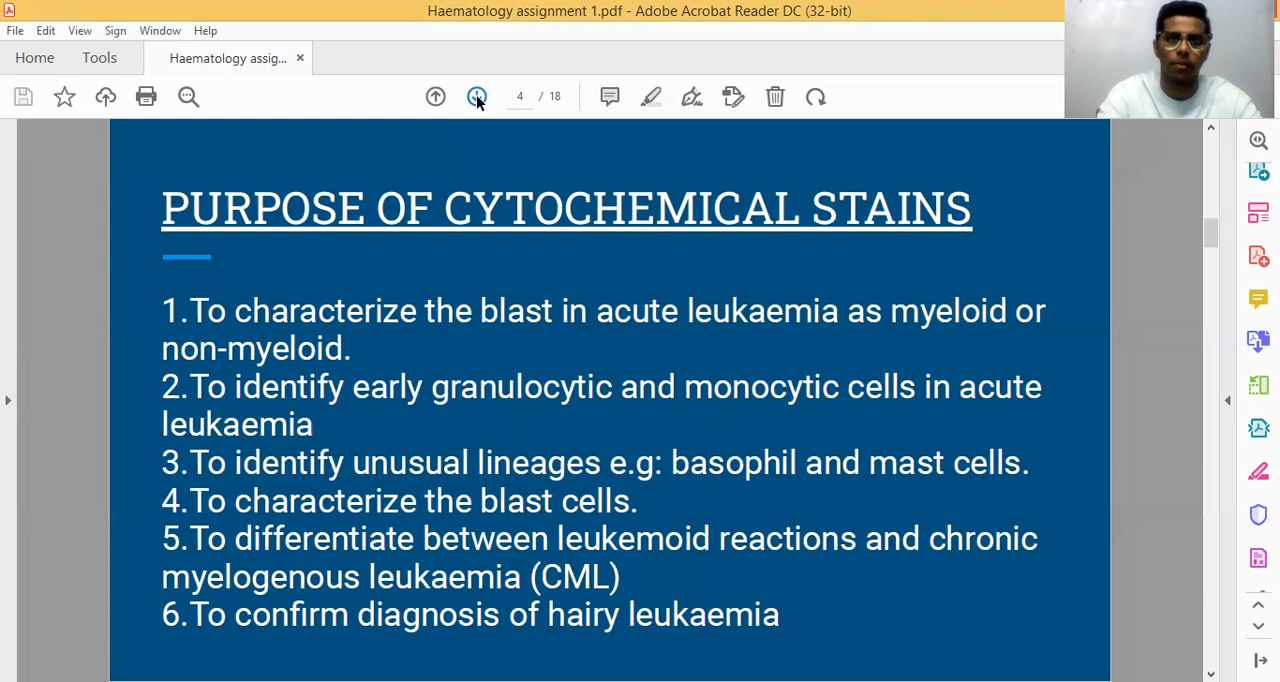 Haematology assignment 1.pdf - Adobe Acrobat Reader DC (32-bit)
File Edit View Sign Window Help
Home Tools Haematology assig... ×
4 / 18
PURPOSE OF CYTOCHEMICAL STAINS
1.To characterize the blast in acute leukaemia as myeloid or
non-myeloid.
2.To identify early granulocytic and monocytic cells in acute
leukaemia
3.To identify unusual lineages e.g: basophil and mast cells.
4.To characterize the blast cells.
5.To differentiate between leukemoid reactions and chronic
myelogenous leukaemia (CML)
6.To confirm diagnosis of hairy leukaemia